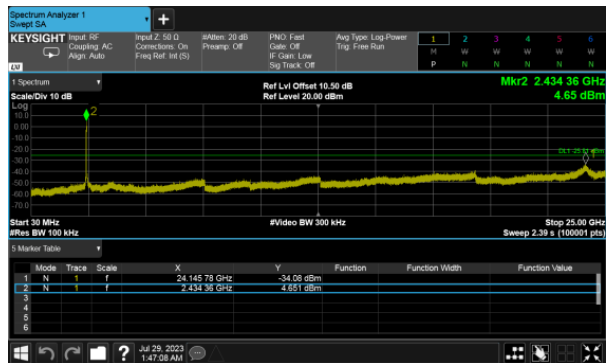 Spectrum Analyzer 1
Swept SA
KEYSIGHT Input: RF Input Z: 50 Ω #Atten: 20 dB PNO: Fast Avg Type: Log-Power 1 2 3 4 5 6
Coupling: AC Corrections: On Preamp: Off Gate: Off Trig: Free Run M W W W W W
Align: Auto Freq Ref: Int (S) IF Gain: Low P N N N N N
Sig Track: Off
1 Spectrum
Ref Lvl Offset 10.50 dB Mkr2 2.434 36 GHz
Scale/Div 10 dB Ref Level 20.00 dBm 4.65 dBm
Log
10.0 2
0.00
-10.0
-20.0
-30.0
-40.0
-50.0
-60.0
-70.0
Start 30 MHz #Video BW 300 kHz Stop 25.00 GHz
#Res BW 100 kHz Sweep 2.39 s (100001 pts)
5 Marker Table
Mode Trace Scale X Y Function Function Width Function Value
1 N 1 f 24.145 78 GHz -34.08 dBm
2 N 1 f 2.434 36 GHz 4.651 dBm
3
4
5
6
? Jul 29, 2023
1:47:08 AM